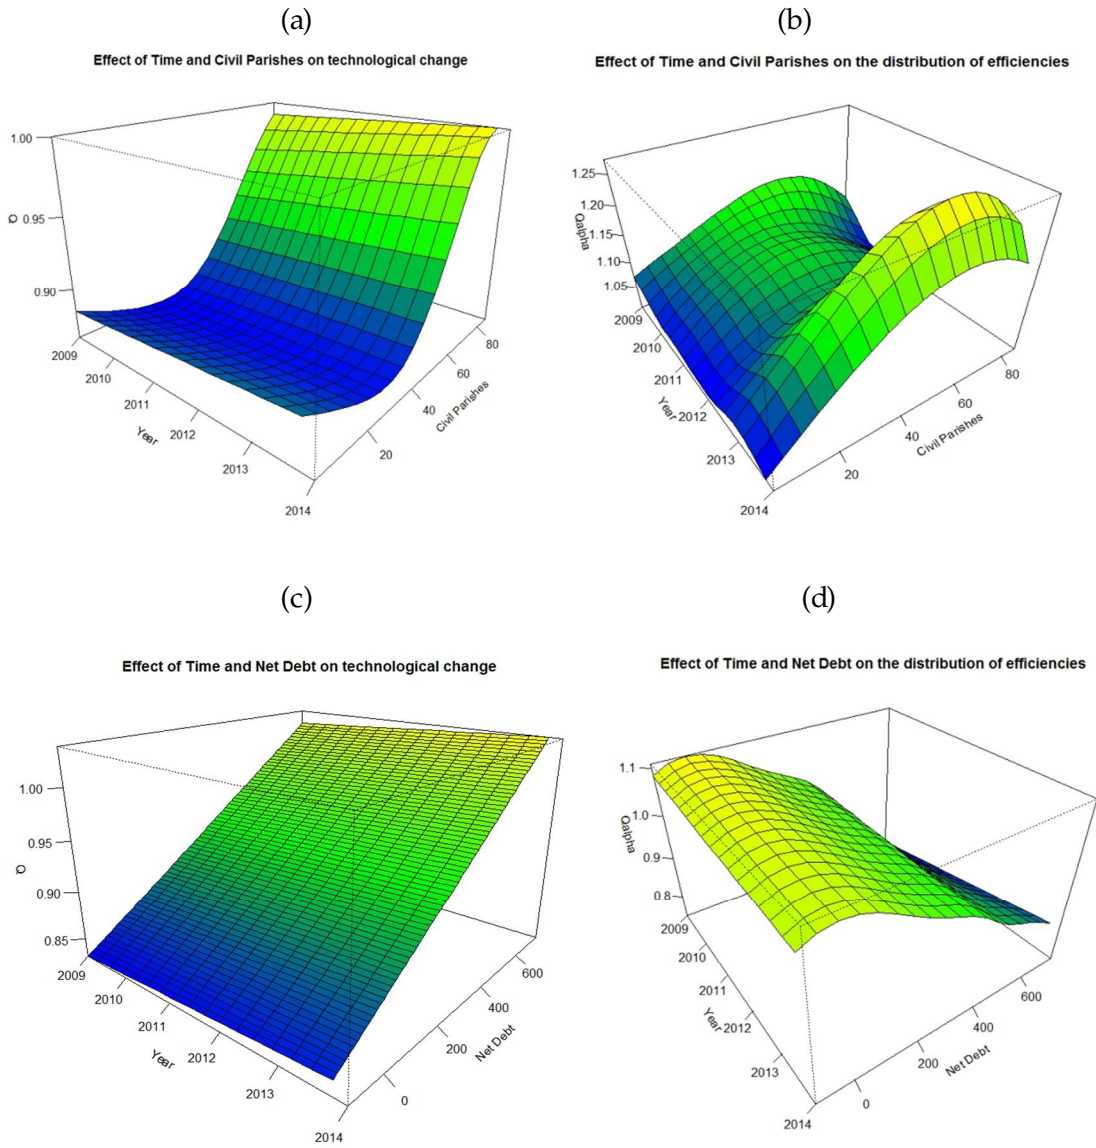 (a)
Effect of Time and Civil Parishes on technological change
1.00
0.95
Q
0.90
2009
2010
2011
2012
2013
2014
Year
20
40
60
80
Civil Parishes
(b)
Effect of Time and Civil Parishes on the distribution of efficiencies
1.25
1.20
1.15
1.10
1.05
Qalpha
2009
2010
2011
2012
2013
2014
Year
20
40
60
80
Civil Parishes
(c)
Effect of Time and Net Debt on technological change
1.00
0.95
0.90
0.85
Q
2009
2010
2011
2012
2013
2014
Year
0
200
400
600
Net Debt
(d)
Effect of Time and Net Debt on the distribution of efficiencies
1.1
1.0
0.9
0.8
Qalpha
2009
2010
2011
2012
2013
2014
Year
0
200
400
600
Net Debt